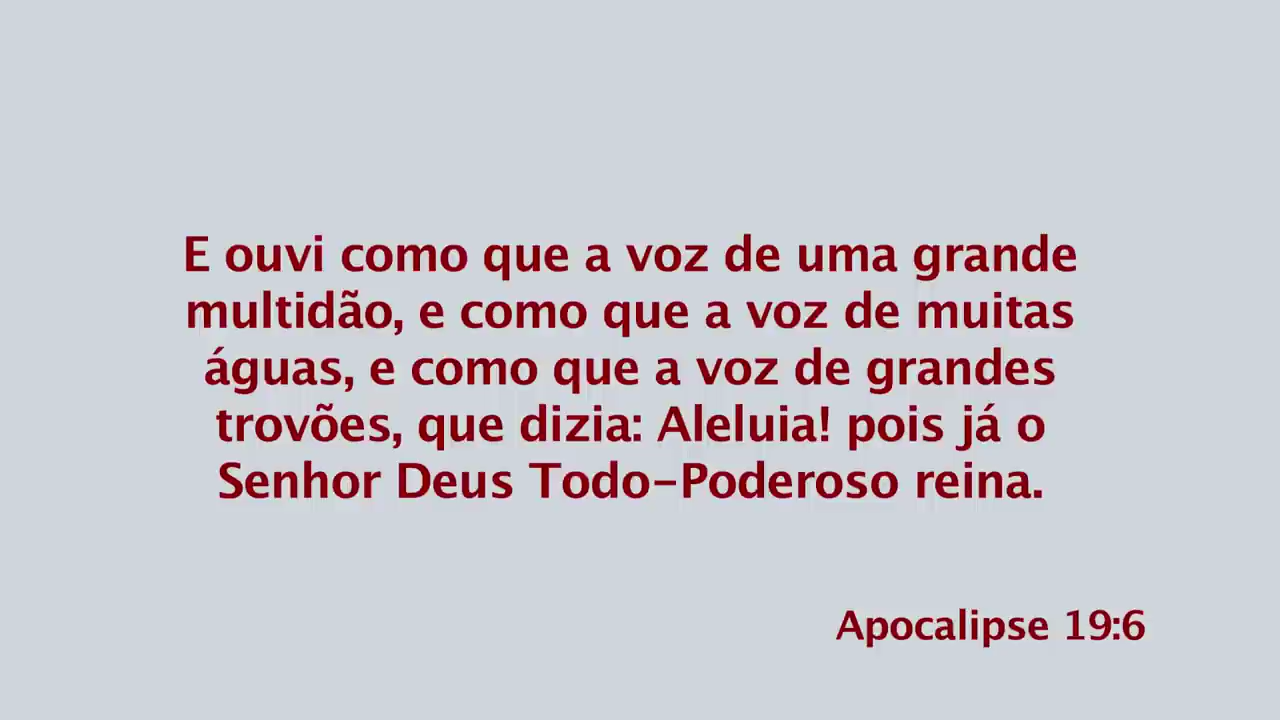 E ouvi como que a voz de uma grande
multidão, e como que a voz de muitas
águas, e como que a voz de grandes
trovões, que dizia: Aleluia! pois já o
Senhor Deus Todo-Poderoso reina.
Apocalipse 19:6